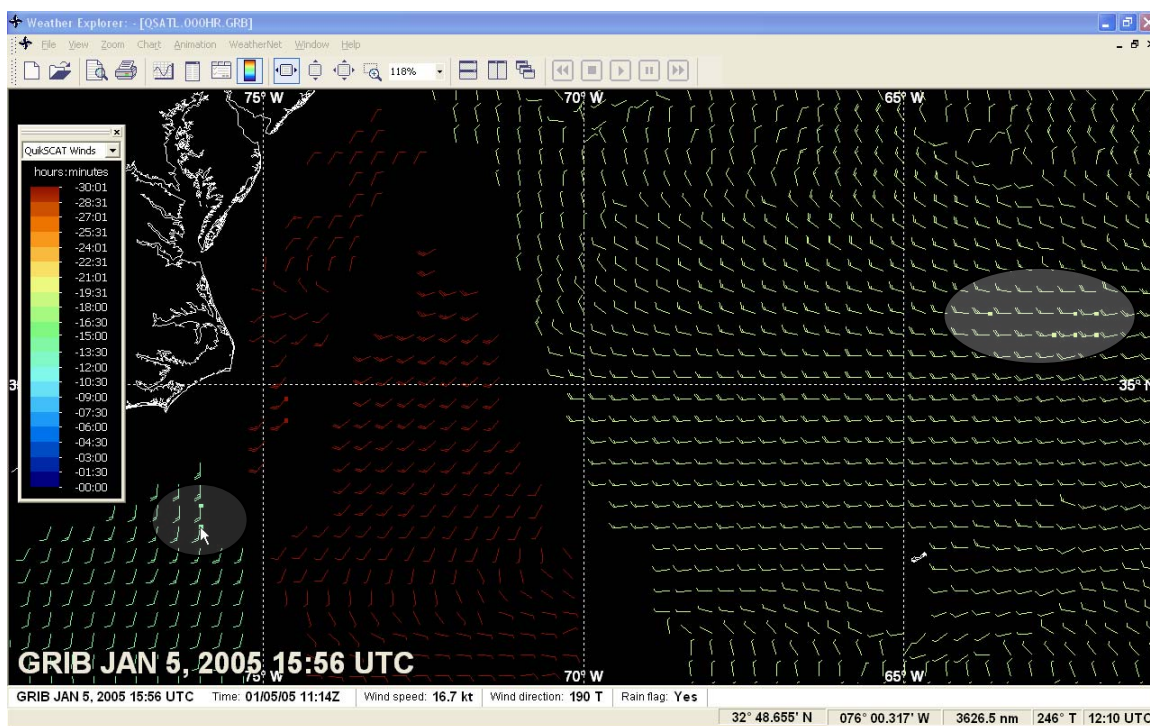 Weather Explorer: - [QSATL.000HR.GRB]
File View Zoom Chart Animation WeatherNet Window Help
118%
75° W 70° W 65° W
QuikSCAT Winds
hours:minutes
-30:01
-28:31
-27:01
-25:31
-24:01
-22:31
-21:01
-19:31
-18:00
-16:30
-15:00
-13:30
-12:00
-10:30
-09:00
-07:30
-06:00
-04:30
-03:00
-01:30
-00:00
35° N
GRIB JAN 5, 2005 15:56 UTC
75° W 70° W 65° W
GRIB JAN 5, 2005 15:56 UTC Time: 01/05/05 11:14Z Wind speed: 16.7 kt Wind direction: 190 T Rain flag: Yes
32° 48.655' N 076° 00.317' W 3626.5 nm 246° T 12:10 UTC